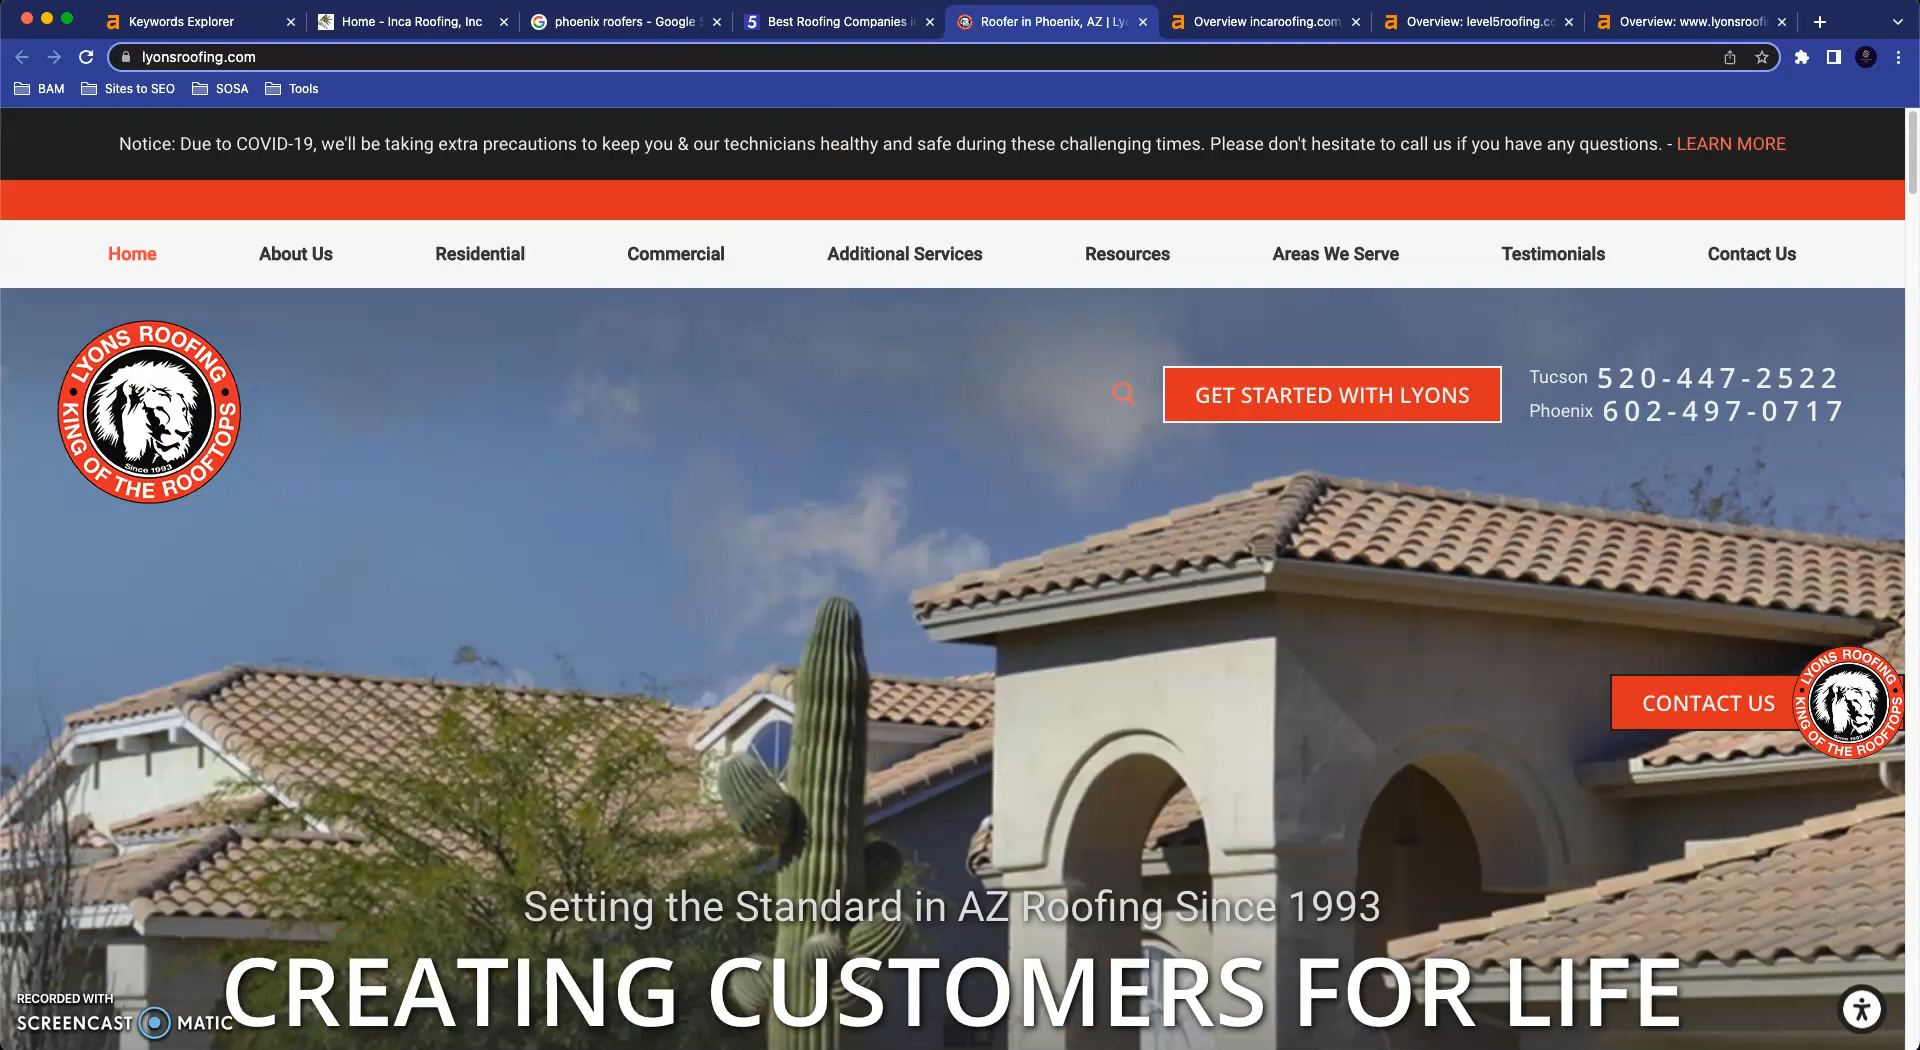 Keywords Explorer
Home - Inca Roofing, Inc
phoenix roofers - Google S
Best Roofing Companies i
Roofer in Phoenix, AZ | Ly
Overview incaroofing.com
Overview: level5roofing.co
Overview: www.lyonsroofi
lyonsroofing.com
BAM
Sites to SEO
SOSA
Tools
Notice: Due to COVID-19, we'll be taking extra precautions to keep you & our technicians healthy and safe during these challenging times. Please don't hesitate to call us if you have any questions. - LEARN MORE
Home
About Us
Residential
Commercial
Additional Services
Resources
Areas We Serve
Testimonials
Contact Us
LYONS ROOFING
Since 1993
KING OF THE ROOFTOPS
GET STARTED WITH LYONS
Tucson 520-447-2522
Phoenix 602-497-0717
CONTACT US
LYONS ROOFING
Since 1993
KING OF THE ROOFTOPS
Setting the Standard in AZ Roofing Since 1993
CREATING CUSTOMERS FOR LIFE
RECORDED WITH
SCREENCAST MATIC